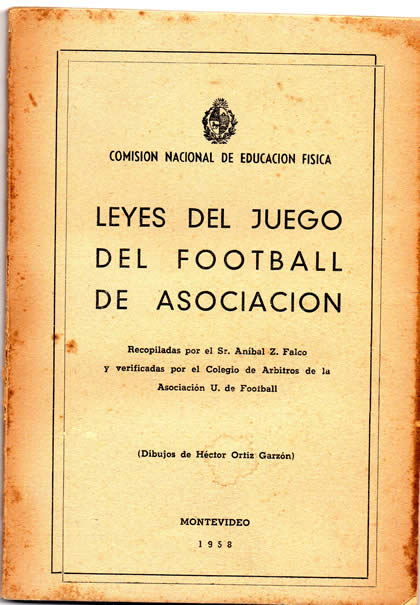 COMISION NACIONAL DE EDUCACION FISICA
LEYES DEL JUEGO
DEL FOOTBALL
DE ASOCIACION
Recopiladas por el Sr. Aníbal Z. Falco
y verificadas por el Colegio de Arbitros de la
Asociación U. de Football
(Dibujos de Héctor Ortiz Garzón)
MONTEVIDEO
1958